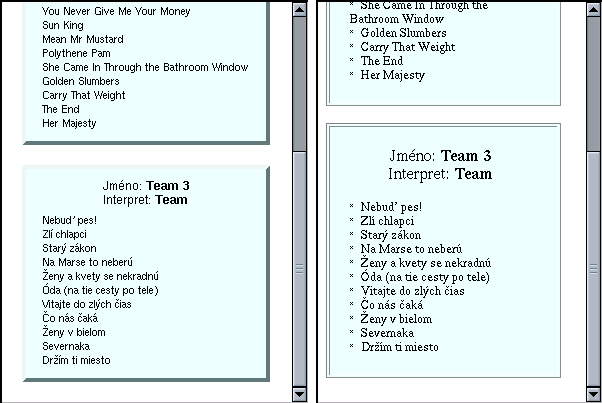 You Never Give Me Your Money
Sun King
Mean Mr Mustard
Polythene Pam
She Came In Through the Bathroom Window
Golden Slumbers
Carry That Weight
The End
Her Majesty
Jméno: Team 3
Interpret: Team
Nebuď pes!
Zlí chlapci
Starý zákon
Na Marse to neberú
Ženy a kvety se nekradnú
Óda (na tie cesty po tele)
Vitajte do zlých čias
Čo nás čaká
Ženy v bielom
Severnaka
Držím ti miesto
* She Came In Through the
Bathroom Window
* Golden Slumbers
* Carry That Weight
* The End
* Her Majesty
Jméno: Team 3
Interpret: Team
* Nebuď pes!
* Zlí chlapci
* Starý zákon
* Na Marse to neberú
* Ženy a kvety se nekradnú
* Óda (na tie cesty po tele)
* Vitajte do zlých čias
* Čo nás čaká
* Ženy v bielom
* Severnaka
* Držím ti miesto